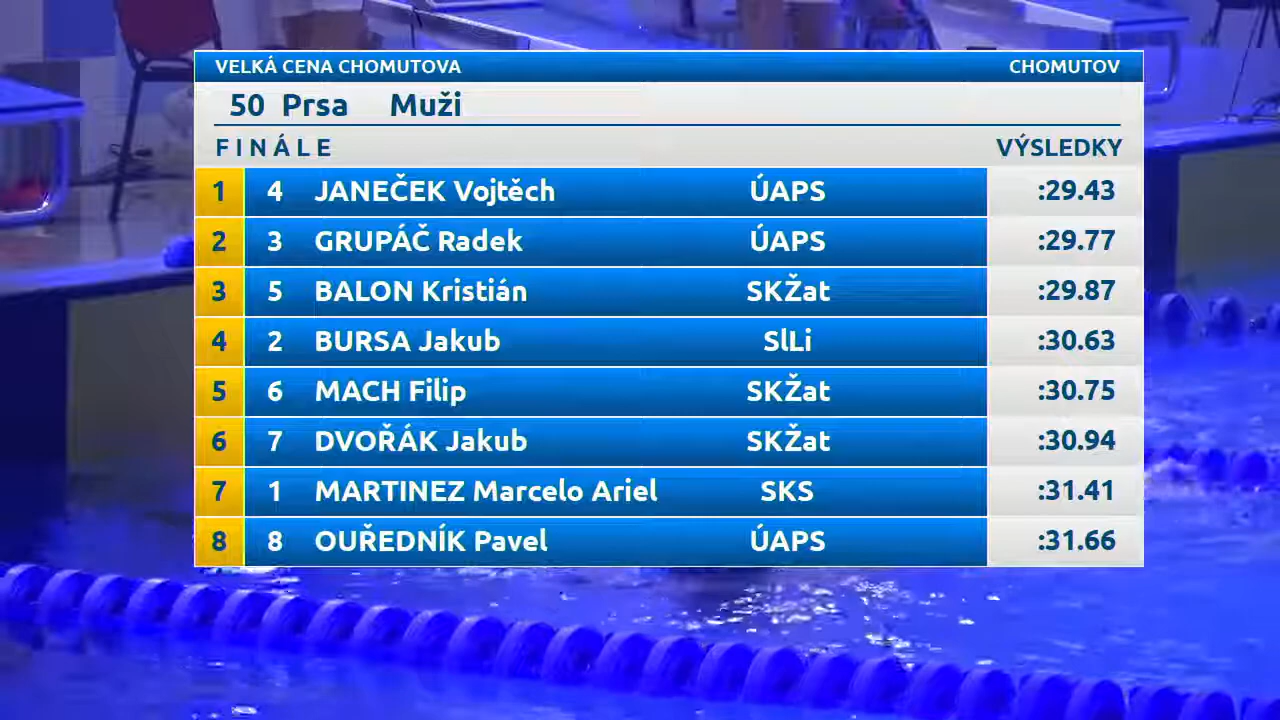 VELKÁ CENA CHOMUTOVA CHOMUTOV
50 Prsa Muži
FINÁLE VÝSLEDKY
1 4 JANEČEK Vojtěch ÚAPS :29.43
2 3 GRUPÁČ Radek ÚAPS :29.77
3 5 BALON Kristián SKŽat :29.87
4 2 BURSA Jakub SlLi :30.63
5 6 MACH Filip SKŽat :30.75
6 7 DVOŘÁK Jakub SKŽat :30.94
7 1 MARTINEZ Marcelo Ariel SKS :31.41
8 8 OUŘEDNÍK Pavel ÚAPS :31.66